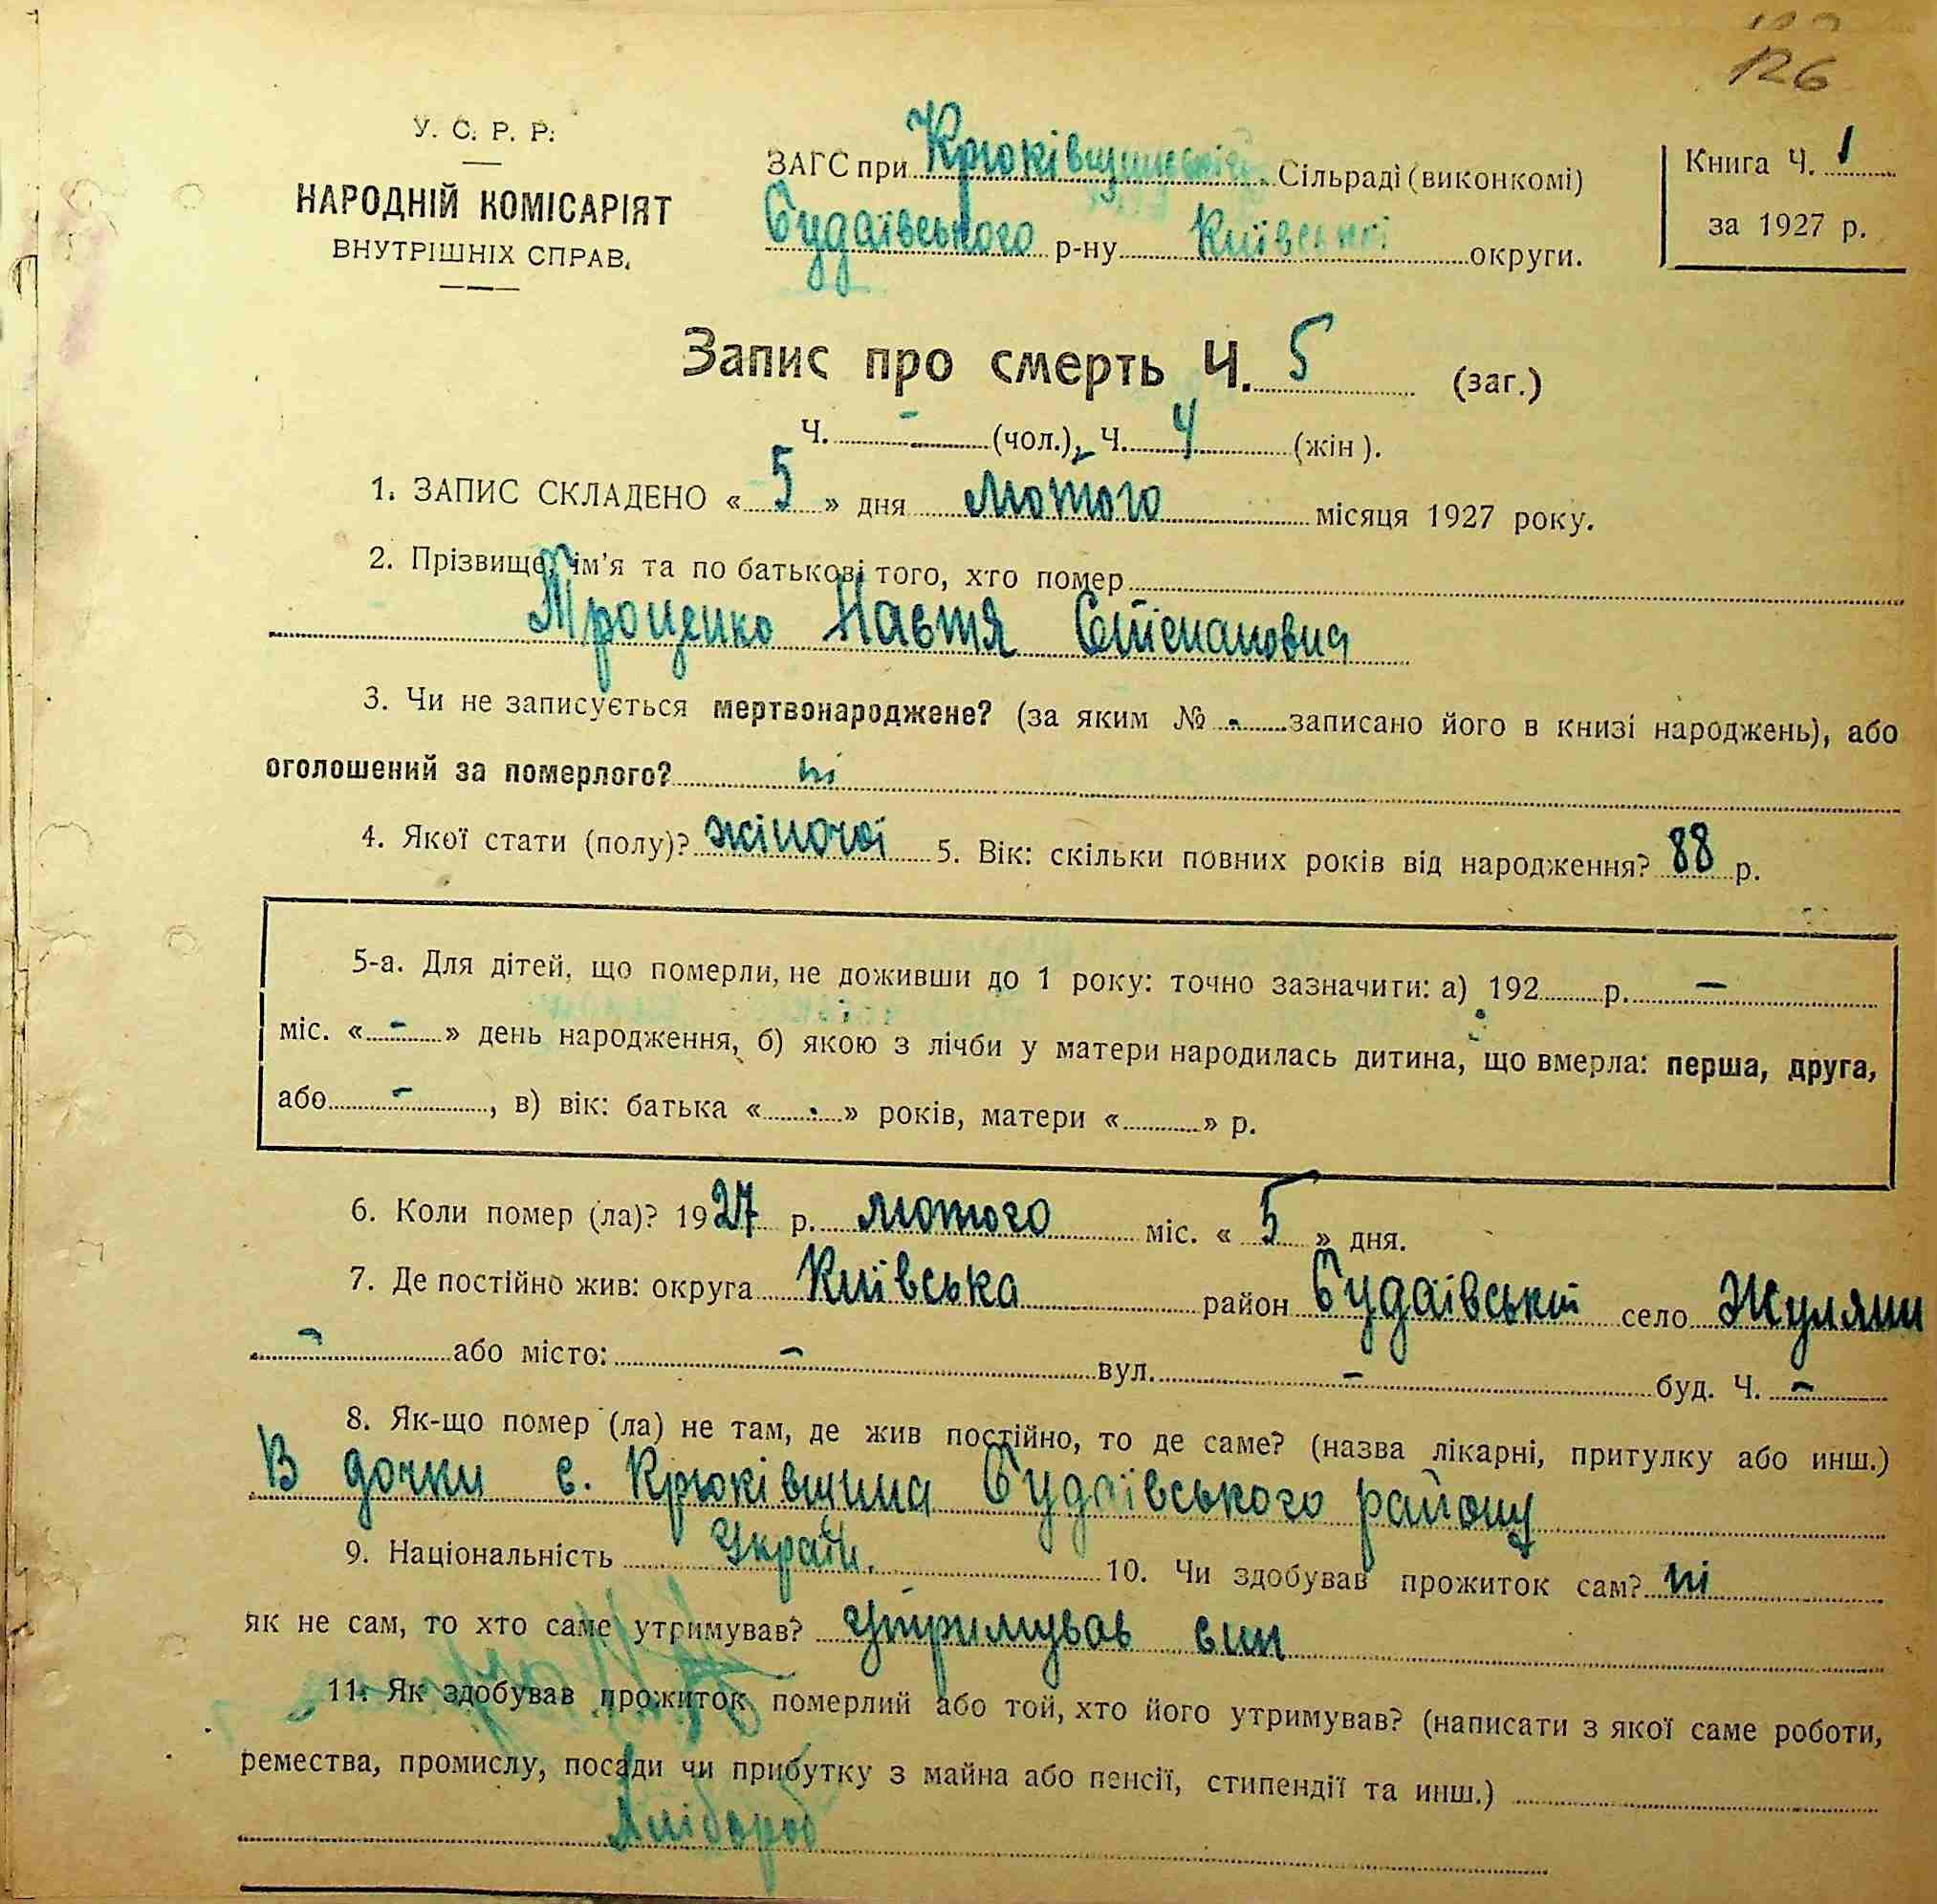 126
У. С. Р. Р.
НАРОДНІЙ КОМІСАРІЯТ
ВНУТРІШНІХ СПРАВ.
ЗАГС при Крюківщинській Сільраді (виконкомі)
Будаївського р-ну Київської округи.
Книга Ч. 1
за 1927 р.
Запис про смерть Ч. 5 (заг.)
Ч. - (чол.), Ч. 4 (жін).
1. ЗАПИС СКЛАДЕНО « 5 » дня лютого місяця 1927 року.
2. Прізвище, ім’я та по батькові того, хто помер
Троценко Настя Степановна
3. Чи не записується мертвонароджене? (за яким № - записано його в книзі народжень), або
оголошений за померлого? ні
4. Якої стати (полу)? жіночої 5. Вік: скільки повних років від народження? 88 р.
5-а. Для дітей, що померли, не доживши до 1 року: точно зазначити: а) 192 р. -
міс. « - » день народження, б) якою з лічби у матери народилась дитина, що вмерла: перша, друга,
або - , в) вік: батька « - » років, матери « » р.
6. Коли помер (ла)? 1927 р. лютого міс. « 5 » дня.
7. Де постійно жив: округа Київська район Будаївський село Жуляни
- або місто: - вул. - буд. Ч. -
8. Як-що помер (ла) не там, де жив постійно, то де саме? (назва лікарні, притулку або инш.)
В дочки с. Крюківщина Будаївського району
9. Національність Україн. 10. Чи здобував прожиток сам? ні
як не сам, то хто саме утримував? Утримував син
11. Як здобував прожиток померлий або той, хто його утримував? (написати з якої саме роботи,
ремества, промислу, посади чи прибутку з майна або пенсії, стипендії та инш.)
Хлібороб